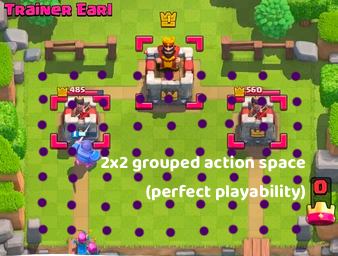 Trainer Earl
485
560
2x2 grouped action space
(perfect playability)
0